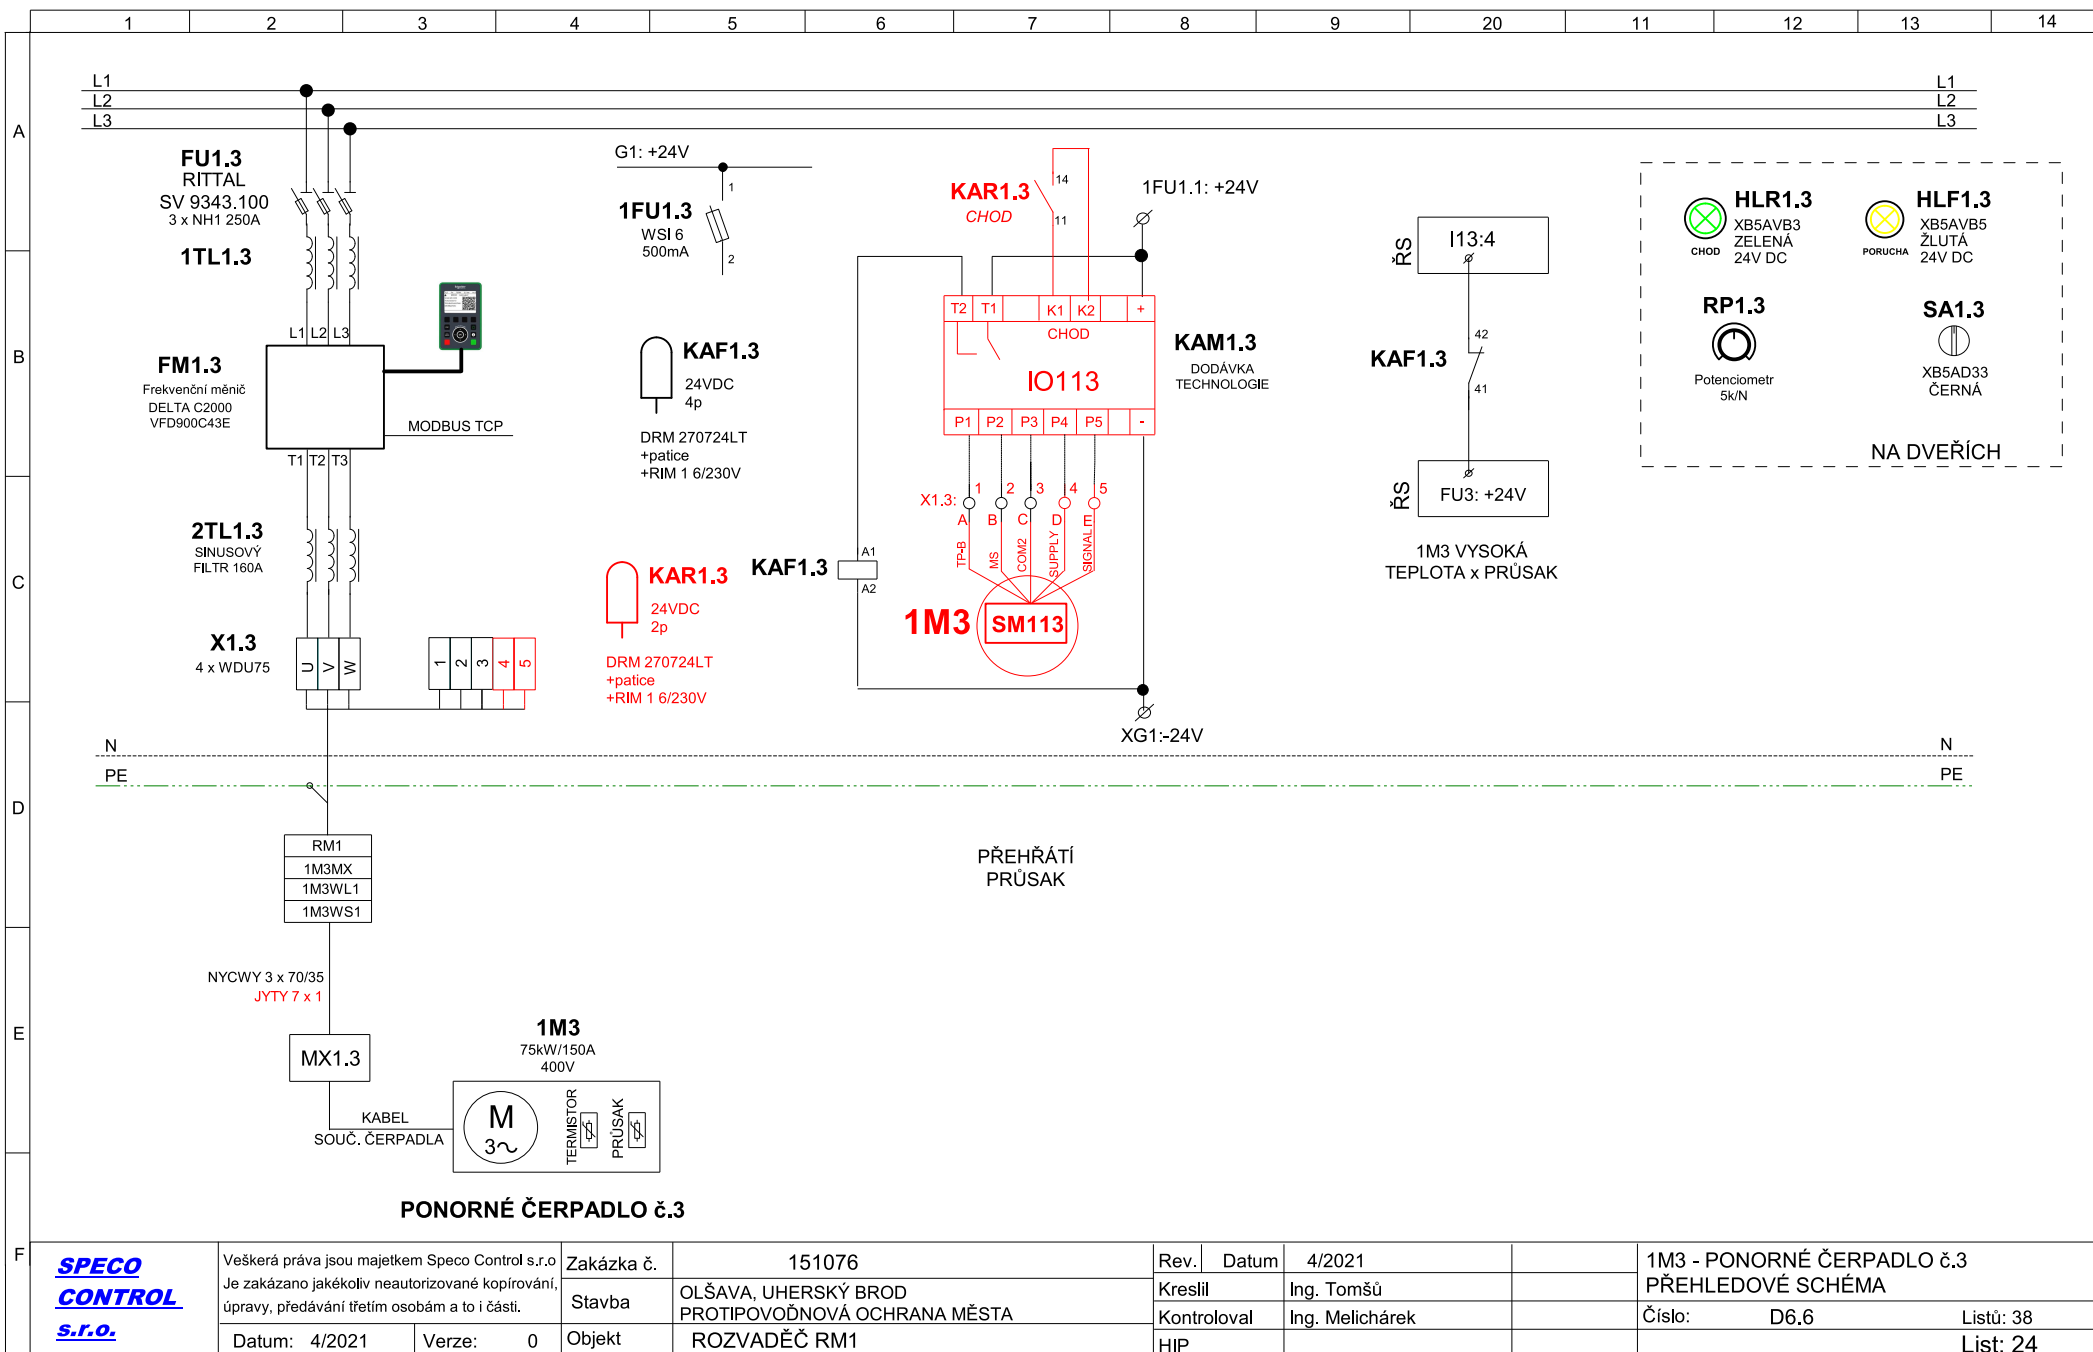 1 2 3 4 5 6 7 8 9 20 11 12 13 14
A
B
C
D
E
F
L1
L2
L3
L1
L2
L3
FU1.3
RITTAL
SV 9343.100
3 x NH1 250A
1TL1.3
L1 L2 L3
FM1.3
Frekvenční měnič
DELTA C2000
VFD900C43E
MODBUS TCP
T1 T2 T3
2TL1.3
SINUSOVÝ
FILTR 160A
X1.3
4 x WDU75
U V W
1 2 3 4 5
G1: +24V
1
1FU1.3
WSI 6
500mA
2
KAF1.3
24VDC
4p
DRM 270724LT
+patice
+RIM 1 6/230V
KAR1.3
24VDC
2p
DRM 270724LT
+patice
+RIM 1 6/230V
KAR1.3
CHOD
14
11
1FU1.1: +24V
T2 T1 K1 K2 +
CHOD
IO113
P1 P2 P3 P4 P5 -
KAM1.3
DODÁVKA
TECHNOLOGIE
X1.3:
1 2 3 4 5
A B C D E
TP-B
MS
COM2
SUPPLY
SIGNAL
KAF1.3
A1
A2
1M3
SM113
XG1:-24V
ŘS
I13:4
KAF1.3
42
41
ŘS
FU3: +24V
1M3 VYSOKÁ
TEPLOTA x PRŮSAK
HLR1.3
XB5AVB3
ZELENÁ
24V DC
CHOD
HLF1.3
XB5AVB5
ŽLUTÁ
24V DC
PORUCHA
RP1.3
Potenciometr
5k/N
SA1.3
XB5AD33
ČERNÁ
NA DVEŘÍCH
N
N
PE
PE
RM1
1M3MX
1M3WL1
1M3WS1
PŘEHŘÁTÍ
PRŮSAK
NYCWY 3 x 70/35
JYTY 7 x 1
MX1.3
KABEL
SOUČ. ČERPADLA
1M3
75kW/150A
400V
M
3~
TERMISTOR
PRŮSAK
PONORNÉ ČERPADLO č.3
SPECO
CONTROL
s.r.o.
Veškerá práva jsou majetkem Speco Control s.r.o
Je zakázano jakékoliv neautorizované kopírování,
úpravy, předávání třetím osobám a to i části.
Datum: 4/2021 Verze: 0
Zakázka č. 151076
Stavba OLŠAVA, UHERSKÝ BROD
PROTIPOVODNOVÁ OCHRANA MĚSTA
Objekt ROZVADĚČ RM1
Rev. Datum 4/2021
Kreslil Ing. Tomšů
Kontroloval Ing. Melichárek
HIP
1M3 - PONORNÉ ČERPADLO č.3
PŘEHLEDOVÉ SCHÉMA
Číslo: D6.6 Listů: 38
List: 24